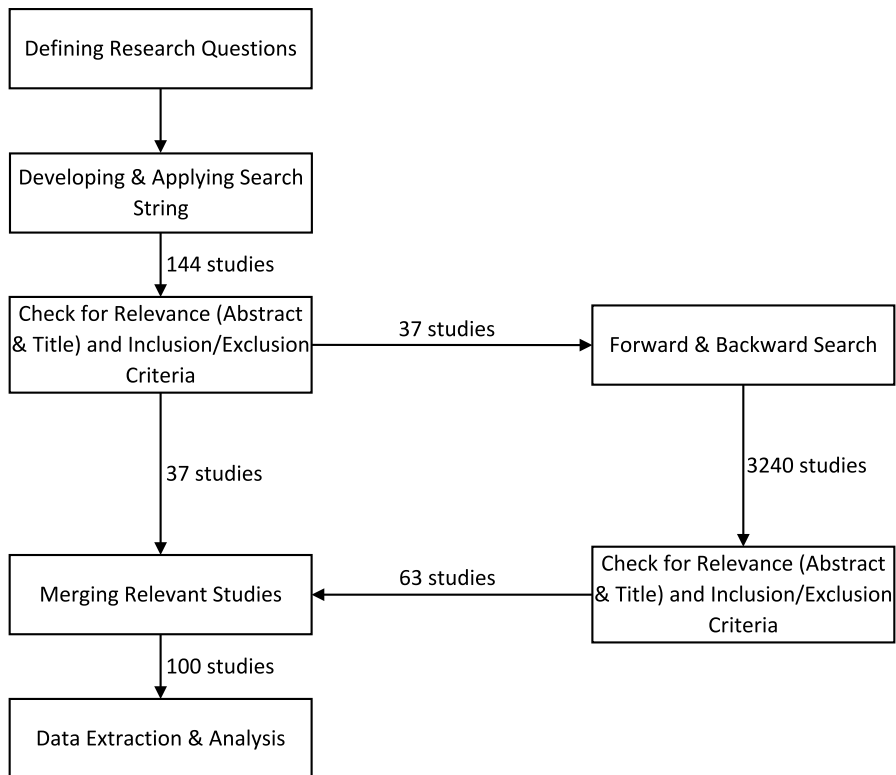 Defining Research Questions
Developing & Applying Search
String
144 studies
Check for Relevance (Abstract
& Title) and Inclusion/Exclusion
Criteria
37 studies
Forward & Backward Search
3240 studies
Check for Relevance (Abstract
& Title) and Inclusion/Exclusion
Criteria
63 studies
37 studies
Merging Relevant Studies
100 studies
Data Extraction & Analysis